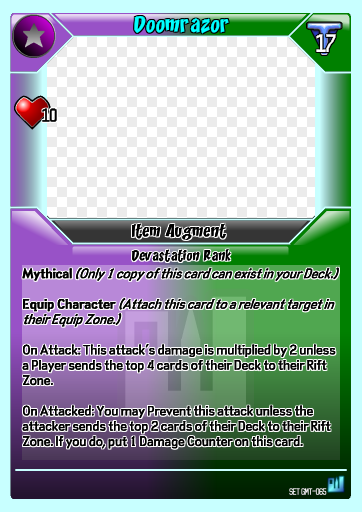 Doomrazor
17
10
Item Augment
Devastation Rank
Mythical (Only 1 copy of this card can exist in your Deck.)
Equip Character (Attach this card to a relevant target in
their Equip Zone.)
On Attack: This attack's damage is multiplied by 2 unless
a Player sends the top 4 cards of their Deck to their Rift
Zone.
On Attacked: You may Prevent this attack unless the
attacker sends the top 2 cards of their Deck to their Rift
Zone. If you do, put 1 Damage Counter on this card.
SET GMT-065